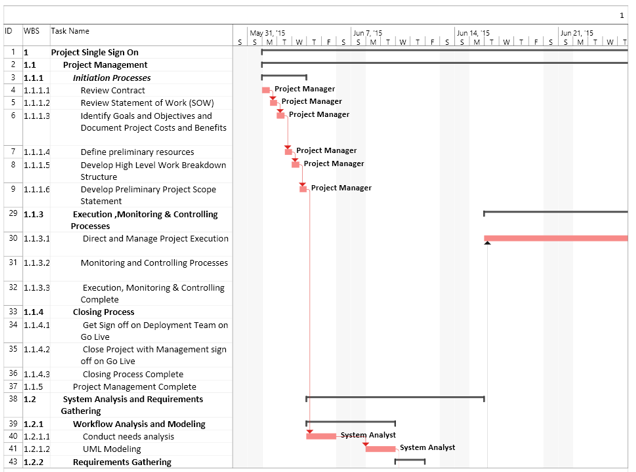 1
ID WBS Task Name May 31, '15 Jun 7, '15 Jun 14, '15 Jun 21, '15
S S M T W T F S S M T W T F S S M T W T F S S M T W T
1 1 Project Single Sign On
2 1.1 Project Management
3 1.1.1 Initiation Processes
4 1.1.1.1 Review Contract Project Manager
5 1.1.1.2 Review Statement of Work (SOW) Project Manager
6 1.1.1.3 Identify Goals and Objectives and Project Manager
Document Project Costs and Benefits
7 1.1.1.4 Define preliminary resources Project Manager
8 1.1.1.5 Develop High Level Work Breakdown Project Manager
Structure
9 1.1.1.6 Develop Preliminary Project Scope Project Manager
Statement
29 1.1.3 Execution ,Monitoring & Controlling
Processes
30 1.1.3.1 Direct and Manage Project Execution
31 1.1.3.2 Monitoring and Controlling Processes
32 1.1.3.3 Execution, Monitoring & Controlling
Complete
33 1.1.4 Closing Process
34 1.1.4.1 Get Sign off on Deployment Team on
Go Live
35 1.1.4.2 Close Project with Management sign
off on Go Live
36 1.1.4.3 Closing Process Complete
37 1.1.5 Project Management Complete
38 1.2 System Analysis and Requirements
Gathering
39 1.2.1 Workflow Analysis and Modeling
40 1.2.1.1 Conduct needs analysis System Analyst
41 1.2.1.2 UML Modeling System Analyst
43 1.2.2 Requirements Gathering